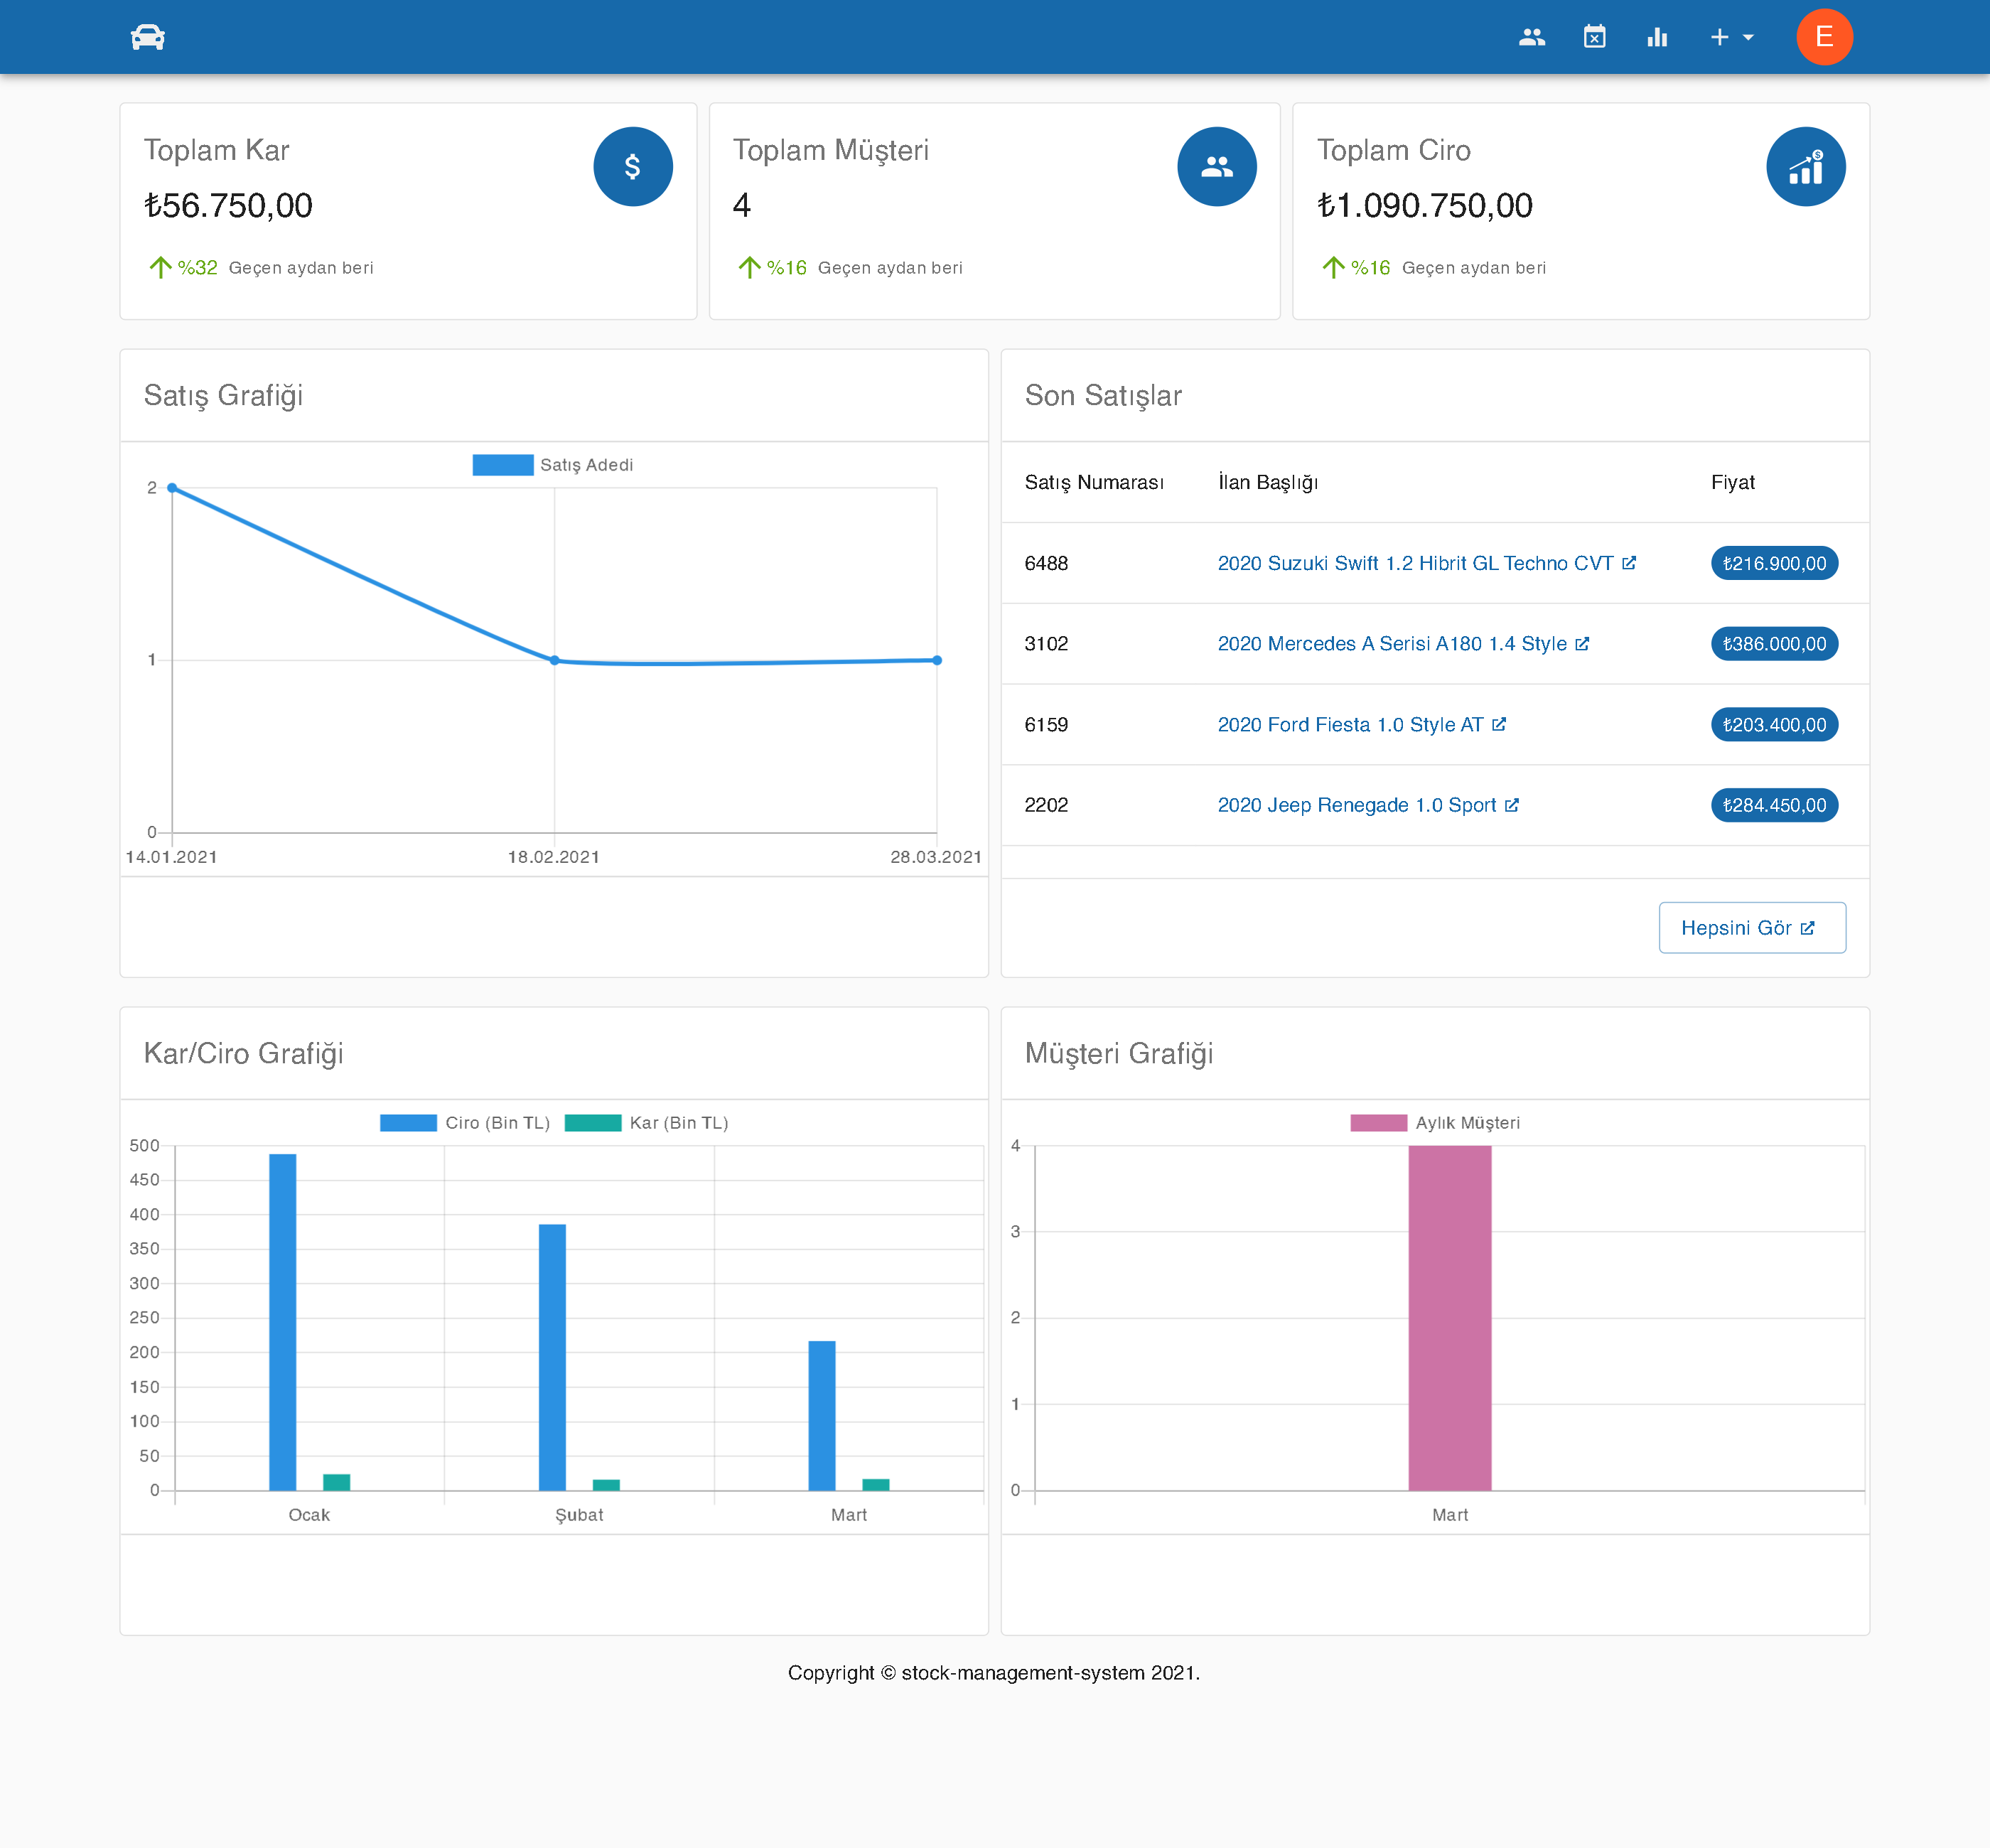 E
Toplam Kar
₺56.750,00
%32 Geçen aydan beri
Toplam Müşteri
4
%16 Geçen aydan beri
Toplam Ciro
₺1.090.750,00
%16 Geçen aydan beri
Satış Grafiği
Satış Adedi
2
1
0
14.01.2021 18.02.2021 28.03.2021
Son Satışlar
Satış Numarası İlan Başlığı Fiyat
6488 2020 Suzuki Swift 1.2 Hibrit GL Techno CVT ₺216.900,00
3102 2020 Mercedes A Serisi A180 1.4 Style ₺386.000,00
6159 2020 Ford Fiesta 1.0 Style AT ₺203.400,00
2202 2020 Jeep Renegade 1.0 Sport ₺284.450,00
Hepsini Gör
Kar/Ciro Grafiği
Ciro (Bin TL) Kar (Bin TL)
500
450
400
350
300
250
200
150
100
50
0
Ocak Şubat Mart
Müşteri Grafiği
Aylık Müşteri
4
3
2
1
0
Mart
Copyright © stock-management-system 2021.